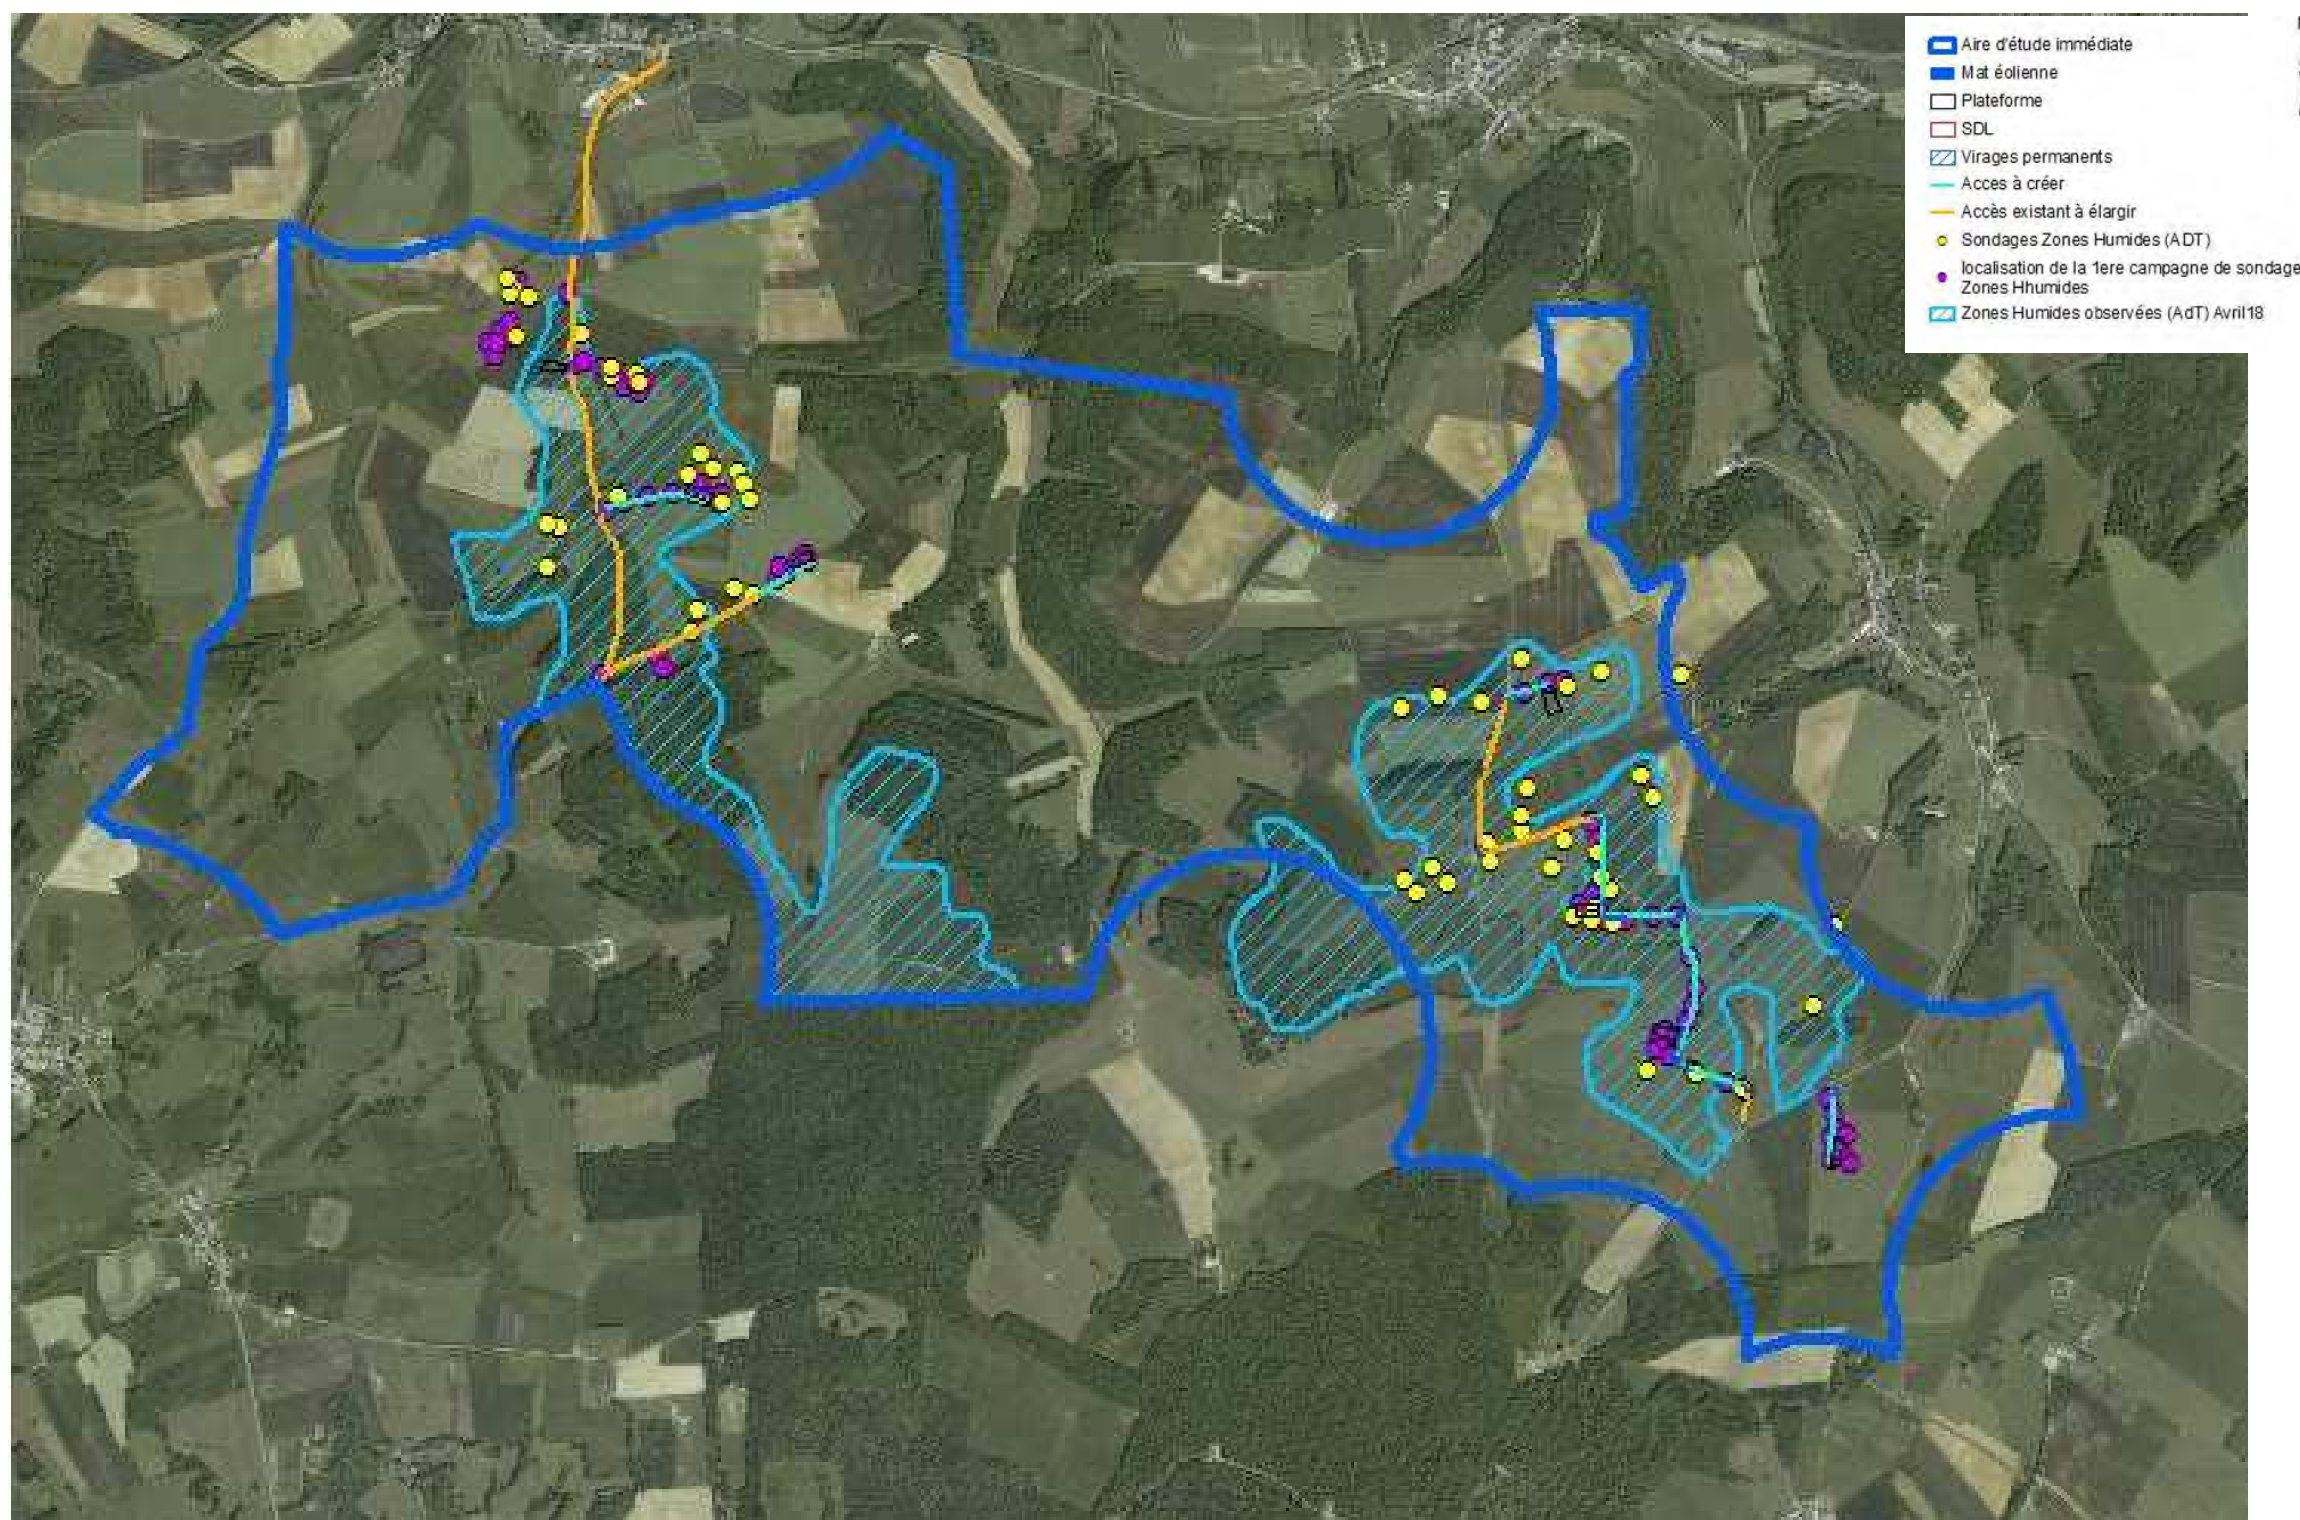 Aire d'étude immédiate
Mat éolienne
Plateforme
SDL
Virages permanents
Acces à créer
Accès existant à élargir
Sondages Zones Humides (ADT)
localisation de la 1ere campagne de sondage
Zones Hhumides
Zones Humides observées (AdT) Avril18